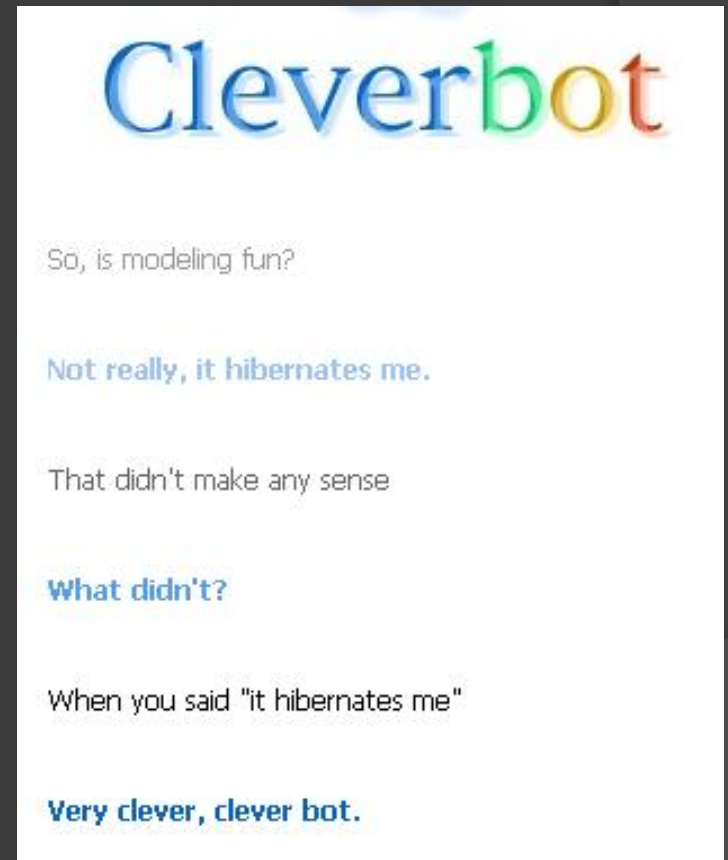 Cleverbot
So, is modeling fun?
Not really, it hibernates me.
That didn't make any sense
What didn't?
When you said "it hibernates me"
Very clever, clever bot.